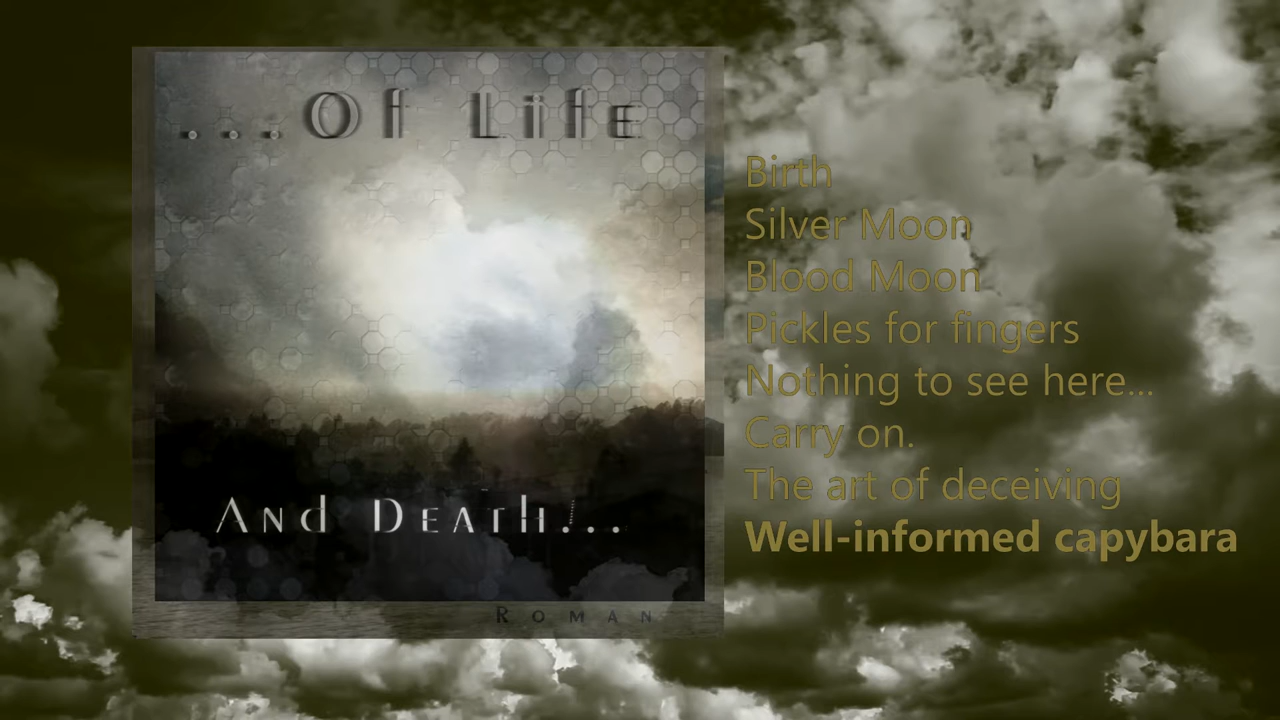 ...Of Life
And Death!..
Roman
Birth
Silver Moon
Blood Moon
Pickles for fingers
Nothing to see here...
Carry on.
The art of deceiving
Well-informed capybara